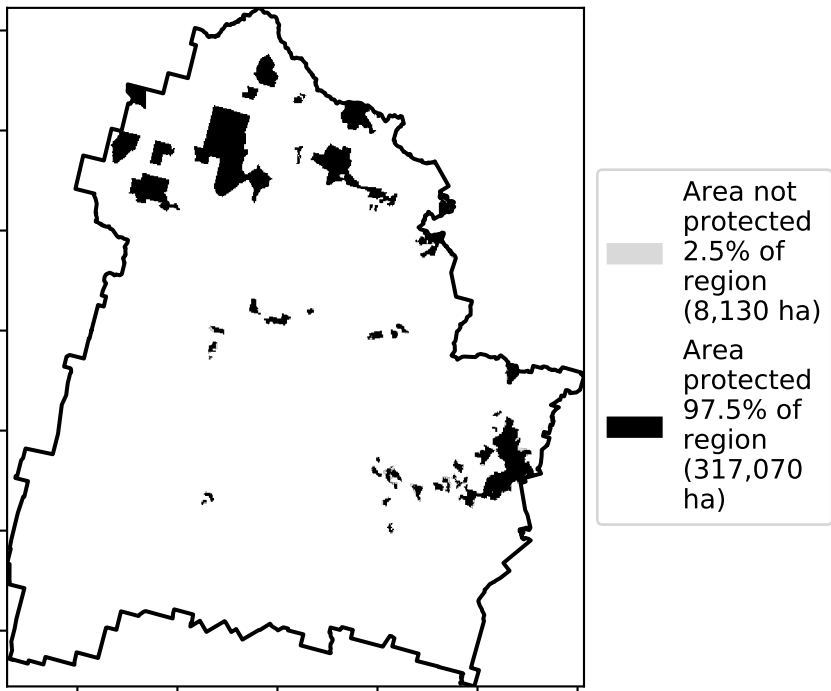 Area not
protected
2.5% of
region
(8,130 ha)
Area
protected
97.5% of
region
(317,070
ha)